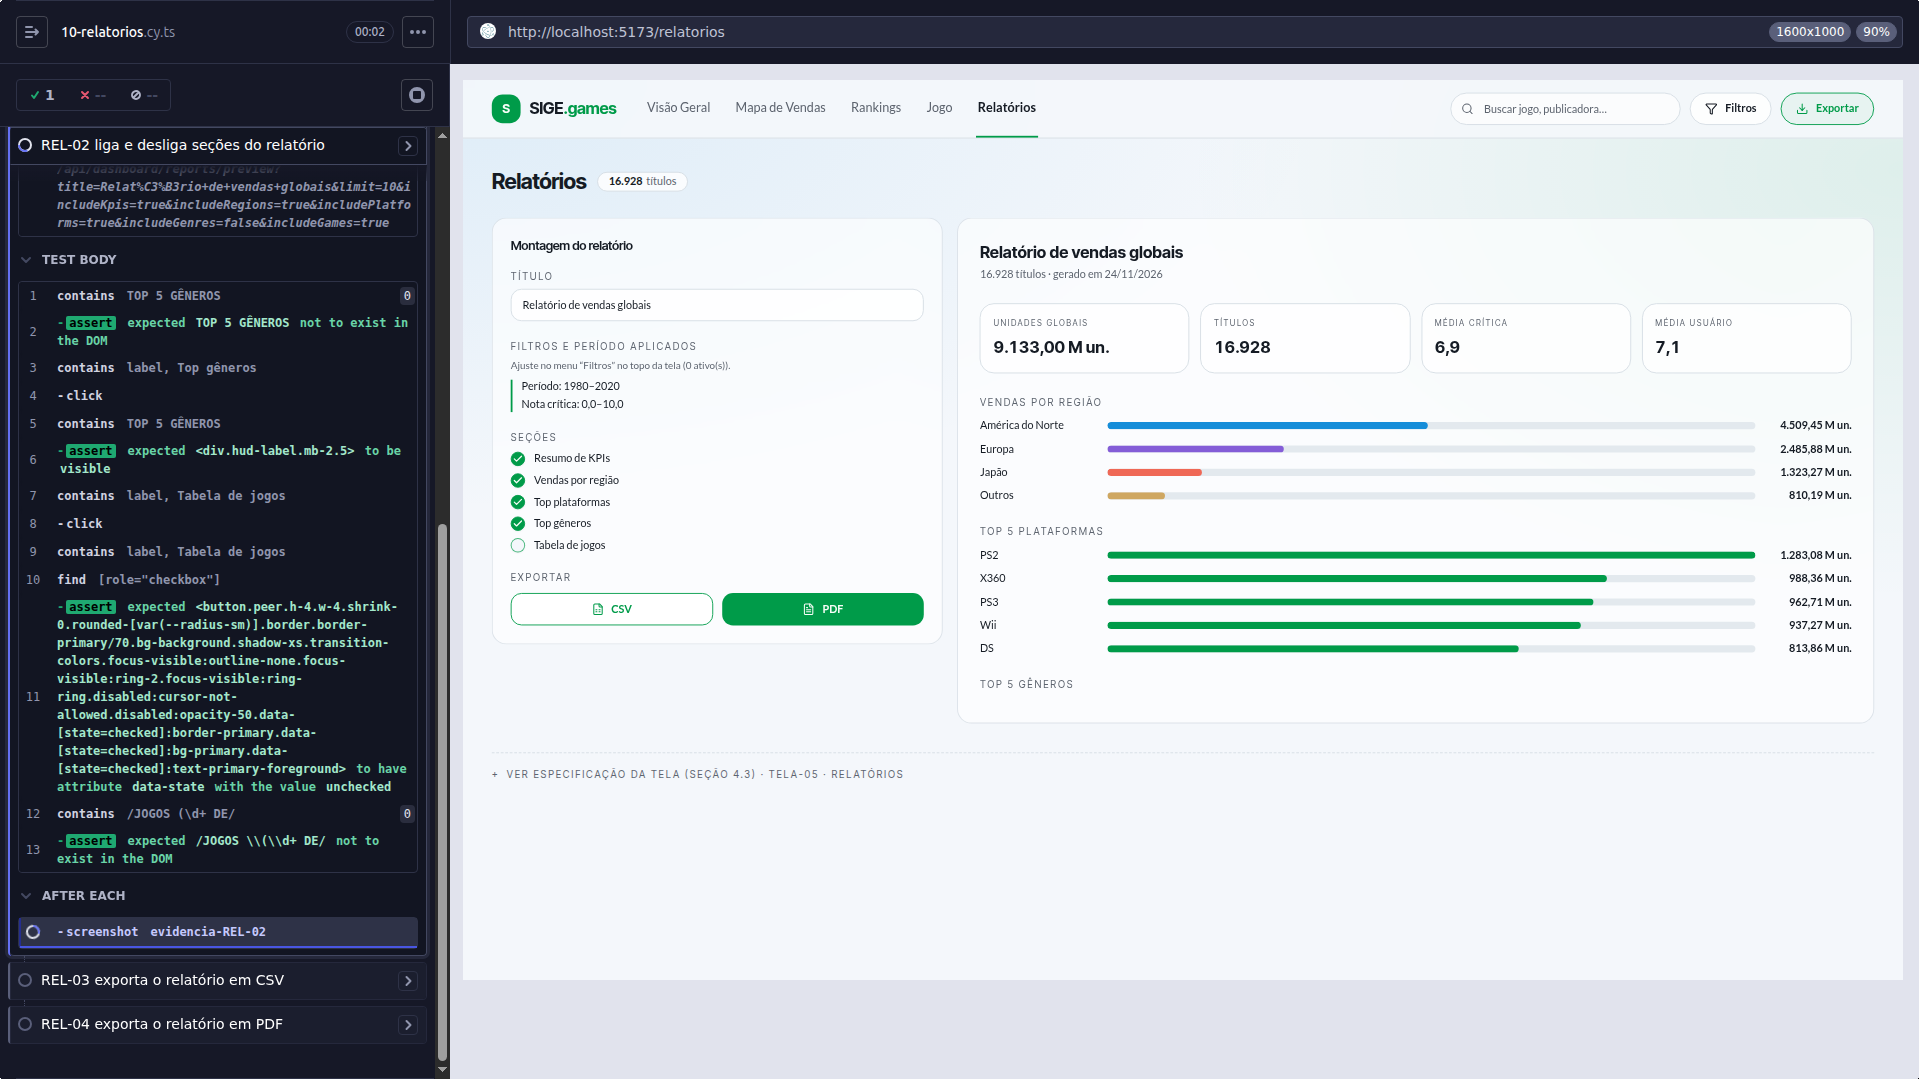 10-relatorios.cy.ts
00:02
1
--
--
REL-02 liga e desliga seções do relatório
/api/dashboard/reports/preview?
title=Relat%C3%B3rio+de+vendas+globais&limit=10&i
ncludeKpis=true&includeRegions=true&includePlatfo
rms=true&includeGenres=false&includeGames=true
TEST BODY
1 contains TOP 5 GÊNEROS 0
2 -assert expected TOP 5 GÊNEROS not to exist in
the DOM
3 contains label, Top gêneros
4 -click
5 contains TOP 5 GÊNEROS
6 -assert expected <div.hud-label.mb-2.5> to be
visible
7 contains label, Tabela de jogos
8 -click
9 contains label, Tabela de jogos
10 find [role="checkbox"]
11 -assert expected <button.peer.h-4.w-4.shrink-
0.rounded-[var(--radius-sm)].border.border-
primary/70.bg-background.shadow-xs.transition-
colors.focus-visible:outline-none.focus-
visible:ring-2.focus-visible:ring-
ring.disabled:cursor-not-
allowed.disabled:opacity-50.data-
[state=checked]:border-primary.data-
[state=checked]:bg-primary.data-
[state=checked]:text-primary-foreground> to have
attribute data-state with the value unchecked
12 contains /JOGOS (\d+ DE/ 0
13 -assert expected /JOGOS \\(\\d+ DE/ not to
exist in the DOM
AFTER EACH
-screenshot evidencia-REL-02
REL-03 exporta o relatório em CSV
REL-04 exporta o relatório em PDF
http://localhost:5173/relatorios
1600x1000 90%
S SIGE.games
Visão Geral Mapa de Vendas Rankings Jogo Relatórios
Buscar jogo, publicadora...
Filtros
Exportar
Relatórios
16.928 títulos
Montagem do relatório
TÍTULO
Relatório de vendas globais
FILTROS E PERÍODO APLICADOS
Ajuste no menu “Filtros” no topo da tela (0 ativo(s)).
Período: 1980–2020
Nota crítica: 0,0–10,0
SEÇÕES
Resumo de KPIs
Vendas por região
Top plataformas
Top gêneros
Tabela de jogos
EXPORTAR
CSV
PDF
Relatório de vendas globais
16.928 títulos · gerado em 24/11/2026
UNIDADES GLOBAIS
9.133,00 M un.
TÍTULOS
16.928
MÉDIA CRÍTICA
6,9
MÉDIA USUÁRIO
7,1
VENDAS POR REGIÃO
América do Norte 4.509,45 M un.
Europa 2.485,88 M un.
Japão 1.323,27 M un.
Outros 810,19 M un.
TOP 5 PLATAFORMAS
PS2 1.283,08 M un.
X360 988,36 M un.
PS3 962,71 M un.
Wii 937,27 M un.
DS 813,86 M un.
TOP 5 GÊNEROS
+ VER ESPECIFICAÇÃO DA TELA (SEÇÃO 4.3) · TELA-05 · RELATÓRIOS